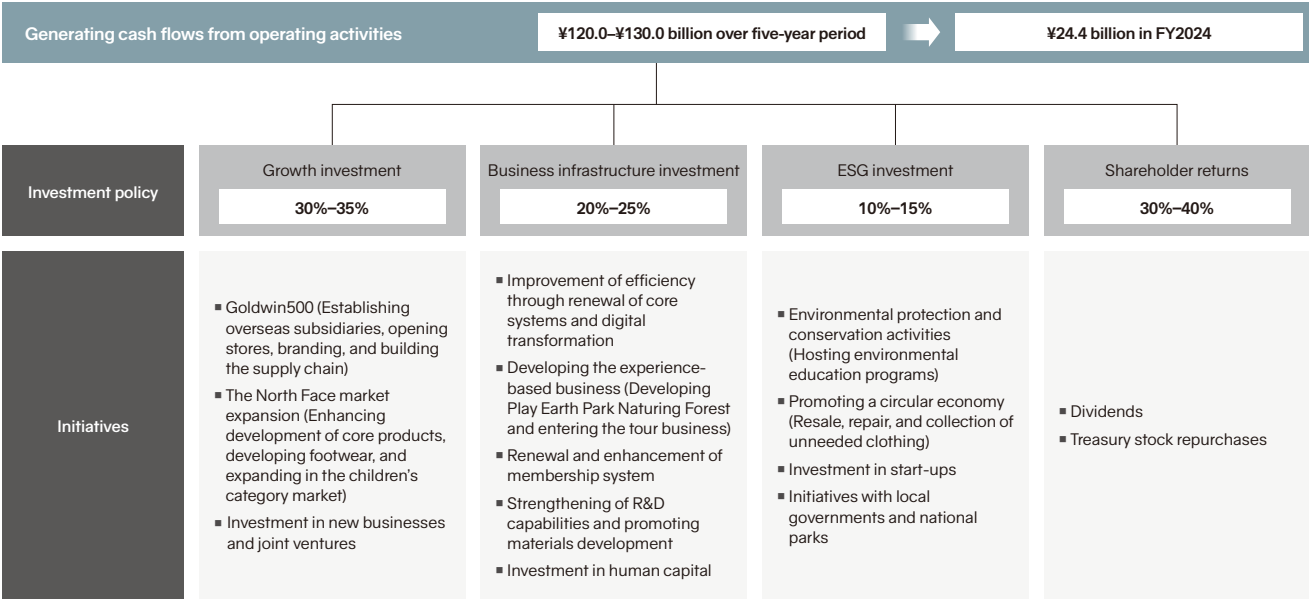 Generating cash flows from operating activities
¥120.0–¥130.0 billion over five-year period
¥24.4 billion in FY2024
Investment policy
Growth investment
30%–35%
Business infrastructure investment
20%–25%
ESG investment
10%–15%
Shareholder returns
30%–40%
Initiatives
▪ Goldwin500 (Establishing
overseas subsidiaries, opening
stores, branding, and building
the supply chain)
▪ The North Face market
expansion (Enhancing
development of core products,
developing footwear, and
expanding in the children's
category market)
▪ Investment in new businesses
and joint ventures
▪ Improvement of efficiency
through renewal of core
systems and digital
transformation
▪ Developing the experience-
based business (Developing
Play Earth Park Naturing Forest
and entering the tour business)
▪ Renewal and enhancement of
membership system
▪ Strengthening of R&D
capabilities and promoting
materials development
▪ Investment in human capital
▪ Environmental protection and
conservation activities
(Hosting environmental
education programs)
▪ Promoting a circular economy
(Resale, repair, and collection of
unneeded clothing)
▪ Investment in start-ups
▪ Initiatives with local
governments and national
parks
▪ Dividends
▪ Treasury stock repurchases